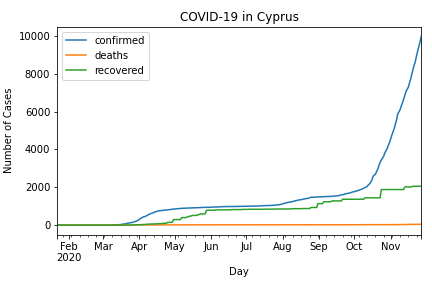 COVID-19 in Cyprus
confirmed
deaths
recovered
10000
8000
6000
4000
2000
0
Number of Cases
Feb Mar Apr May Jun Jul Aug Sep Oct Nov
2020
Day